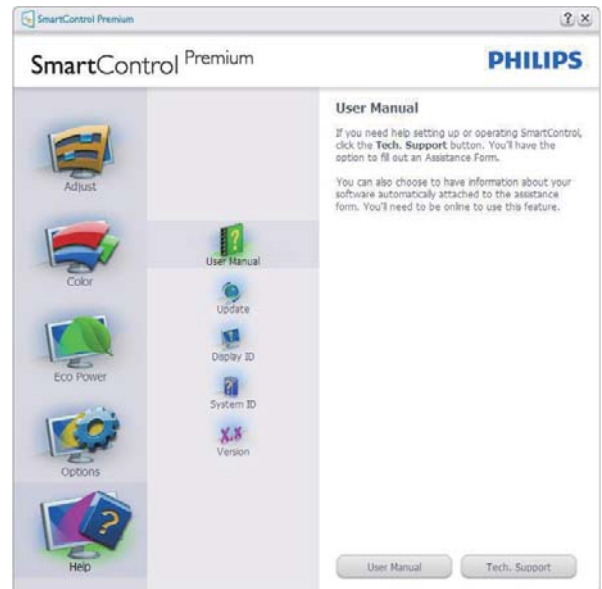 SmartControl Premium
? X
SmartControl Premium
PHILIPS
Adjust
Color
Eco Power
Options
Help
User Manual
Update
Display ID
System ID
X.X
Version
User Manual
If you need help setting up or operating SmartControl,
click the Tech. Support button. You'll have the
option to fill out an Assistance Form.
You can also choose to have information about your
software automatically attached to the assistance
form. You'll need to be online to use this feature.
User Manual
Tech. Support